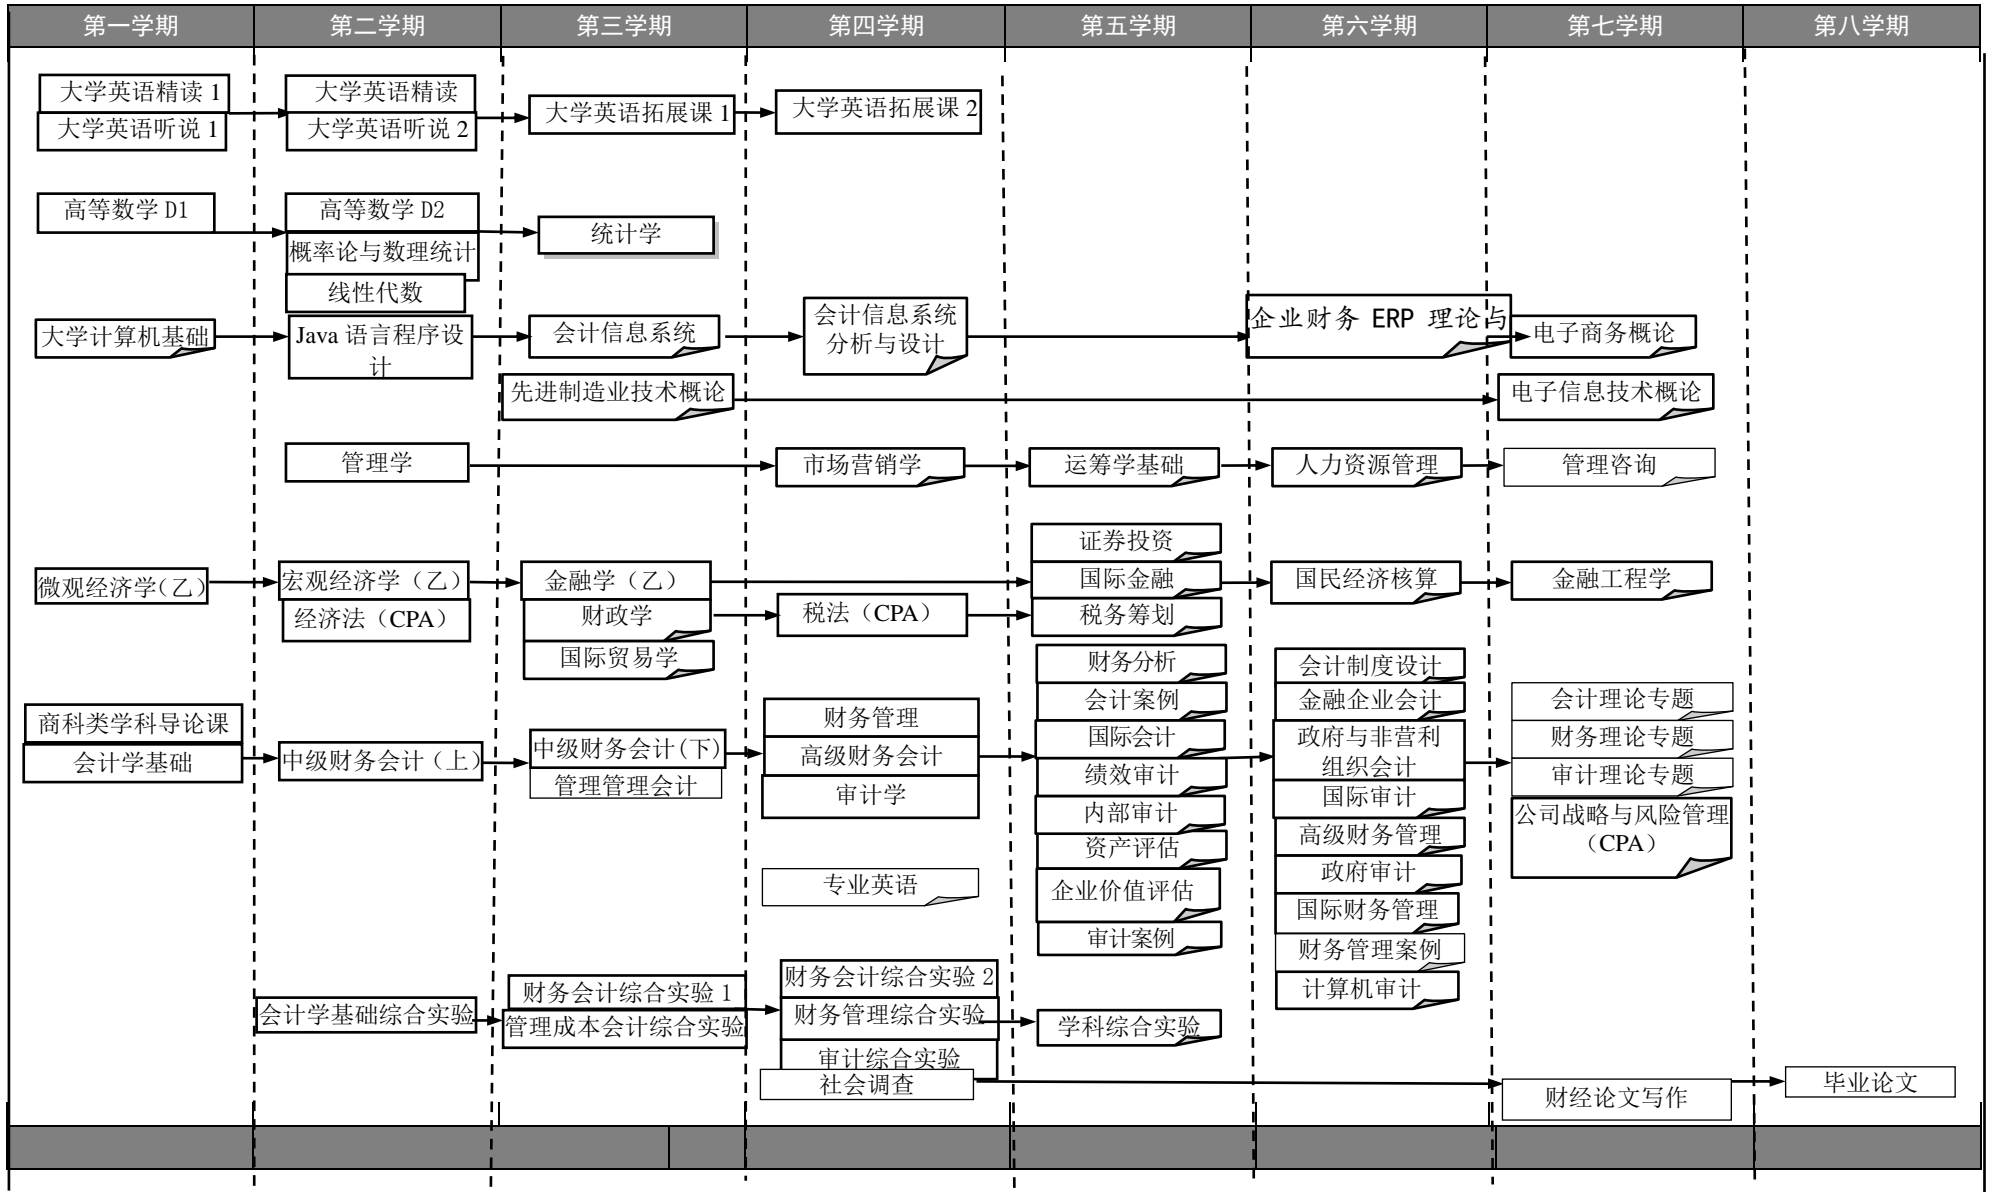 第一学期
第二学期
第三学期
第四学期
第五学期
第六学期
第七学期
第八学期
大学英语精读 1
大学英语听说 1
大学英语精读
大学英语听说 2
大学英语拓展课 1
大学英语拓展课 2
高等数学 D1
高等数学 D2
概率论与数理统计
线性代数
统计学
大学计算机基础
Java 语言程序设
计
会计信息系统
会计信息系统
分析与设计
企业财务 ERP 理论与
电子商务概论
先进制造业技术概论
电子信息技术概论
管理学
市场营销学
运筹学基础
人力资源管理
管理咨询
微观经济学(乙)
宏观经济学（乙）
经济法（CPA）
金融学（乙）
财政学
国际贸易学
税法（CPA）
证券投资
国际金融
税务筹划
国民经济核算
金融工程学
商科类学科导论课
会计学基础
中级财务会计（上）
中级财务会计(下)
管理管理会计
财务管理
高级财务会计
审计学
专业英语
财务分析
会计案例
国际会计
绩效审计
内部审计
资产评估
企业价值评估
审计案例
会计制度设计
金融企业会计
政府与非营利
组织会计
国际审计
高级财务管理
政府审计
国际财务管理
财务管理案例
计算机审计
会计理论专题
财务理论专题
审计理论专题
公司战略与风险管理
（CPA）
会计学基础综合实验
财务会计综合实验 1
管理成本会计综合实验
财务会计综合实验 2
财务管理综合实验
审计综合实验
社会调查
学科综合实验
财经论文写作
毕业论文